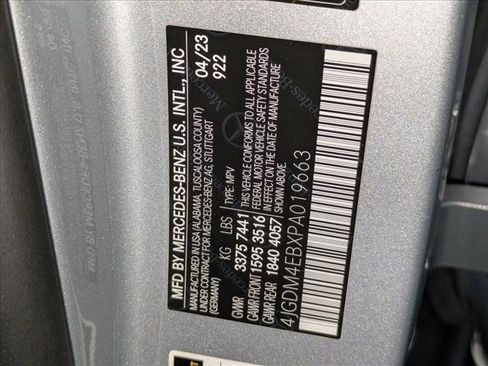 MFD BY MERCEDES-BENZ U.S. INTL., INC
MANUFACTURED IN USA (ALABAMA, TUSCALOOSA COUNTY)
UNDER CONTRACT FOR MERCEDES-BENZ AG, STUTTGART
04/23
922
KG LBS TYPE: MPV
GVWR 3375 7441
GAWR FRONT 1595 3516
GAWR REAR 1840 4057
THIS VEHICLE CONFORMS TO ALL APPLICABLE
FEDERAL MOTOR VEHICLE SAFETY STANDARDS
IN EFFECT ON THE DATE OF MANUFACTURE
SHOWN ABOVE.
4JGDM4EBXPA019663